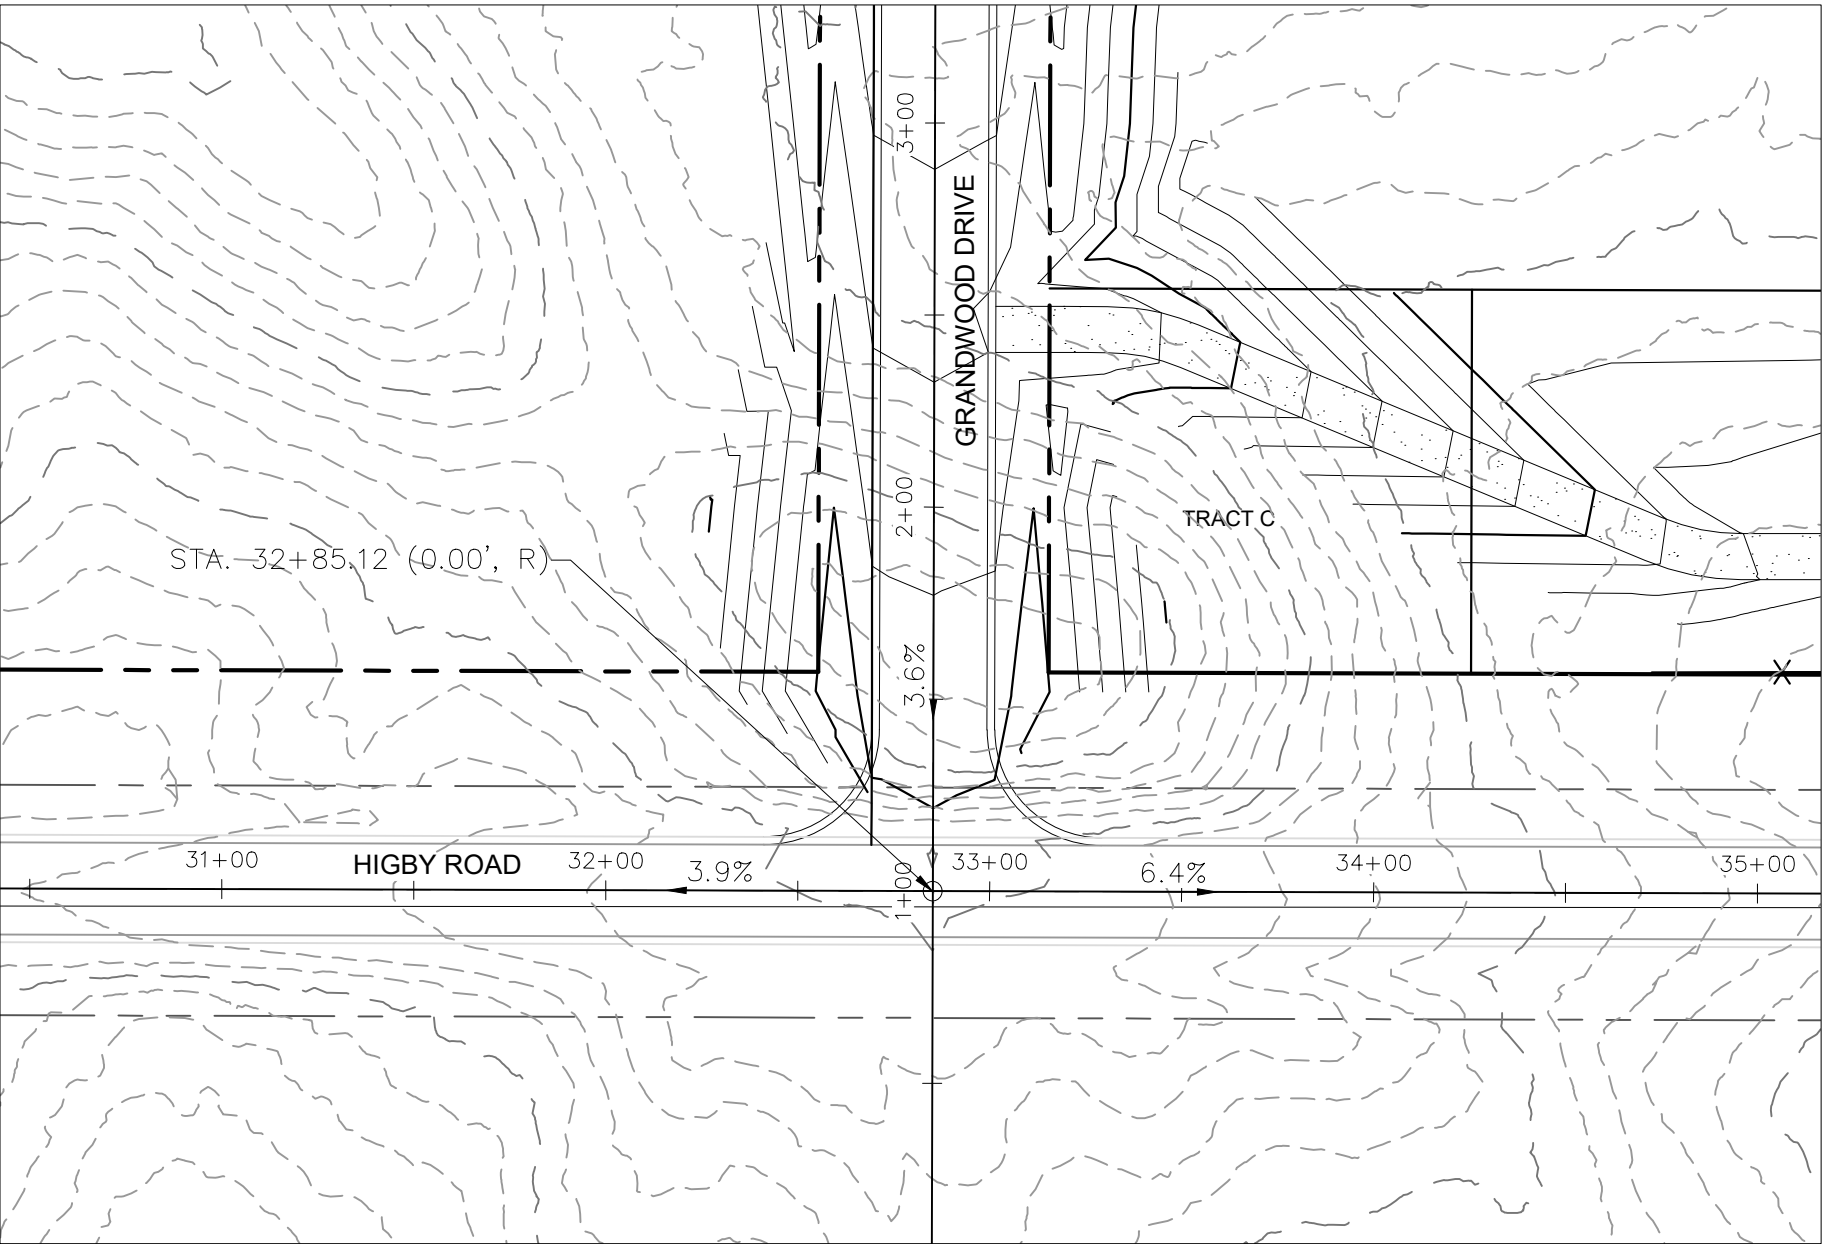 3+00
GRANDWOOD DRIVE
2+00
TRACT C
STA. 32+85.12 (0.00', R)
3.6%
31+00
HIGBY ROAD
32+00
3.9%
1+00
33+00
6.4%
34+00
35+00
X